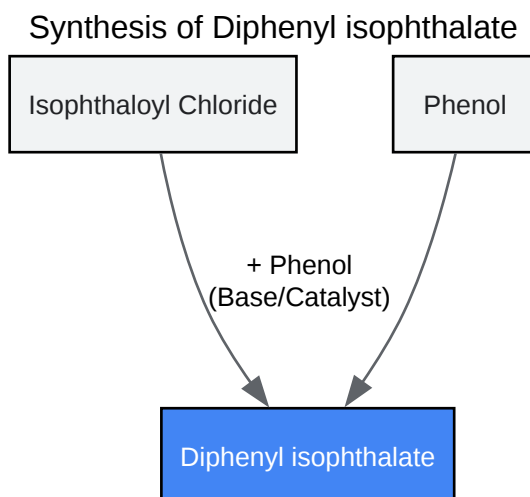 Synthesis of Diphenyl isophthalate
Isophthaloyl Chloride
Phenol
+ Phenol
(Base/Catalyst)
Diphenyl isophthalate